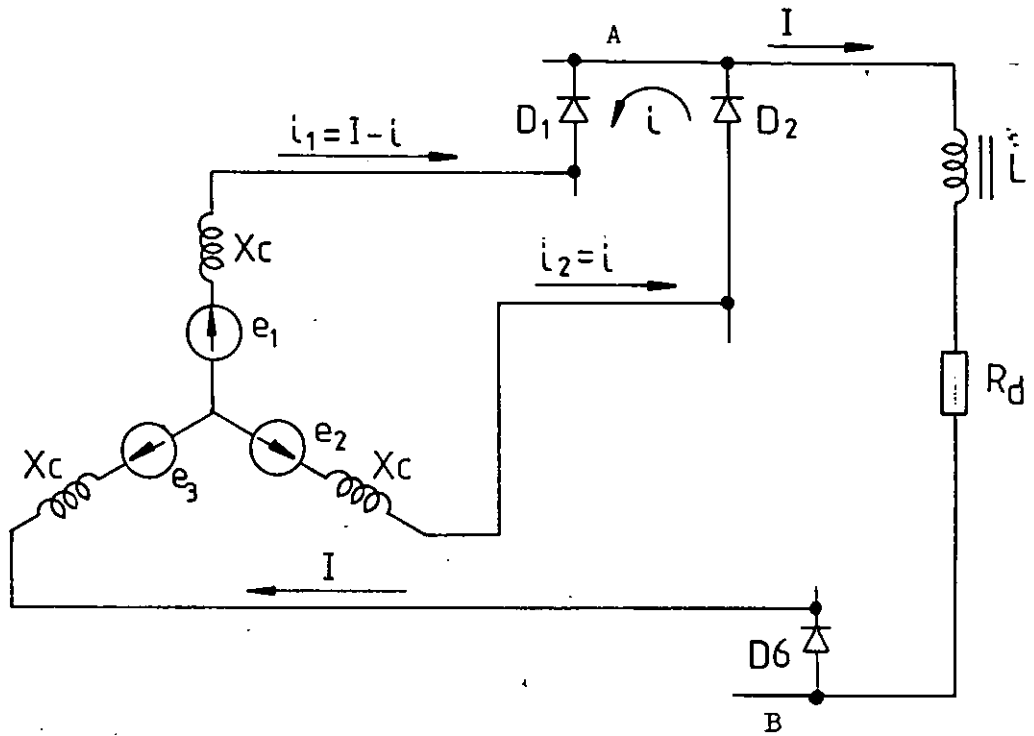 A
I
D1
i
D2
i1 = I - i
L
Xc
i2 = i
e1
Rd
e2
Xc
Xc
e3
I
D6
B